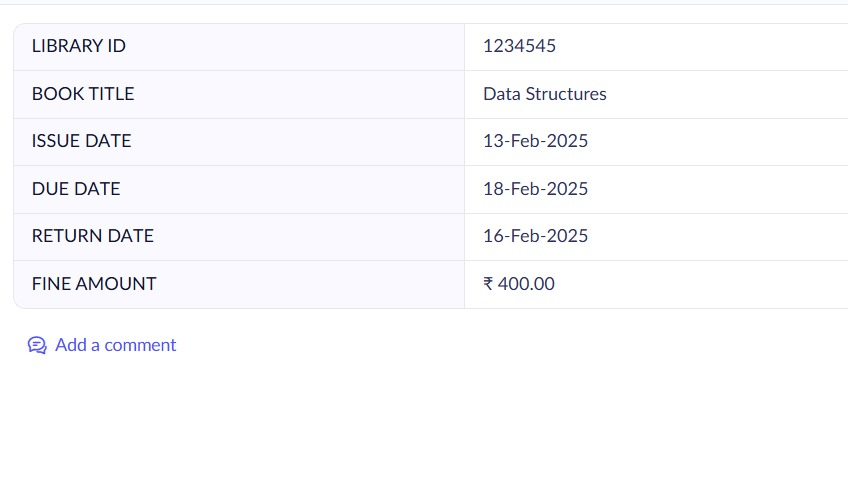 LIBRARY ID 1234545
BOOK TITLE Data Structures
ISSUE DATE 13-Feb-2025
DUE DATE 18-Feb-2025
RETURN DATE 16-Feb-2025
FINE AMOUNT ₹ 400.00
Add a comment